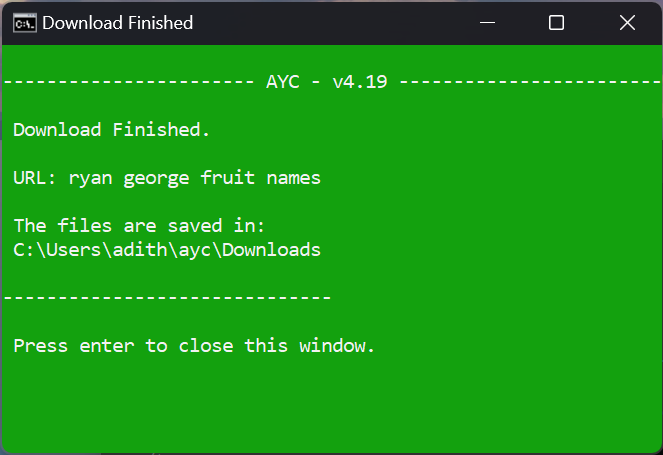 Download Finished
------------------------ AYC - v4.19 -------------------------
Download Finished.
URL: ryan george fruit names
The files are saved in:
C:\Users\adith\ayc\Downloads
------------------------------
Press enter to close this window.